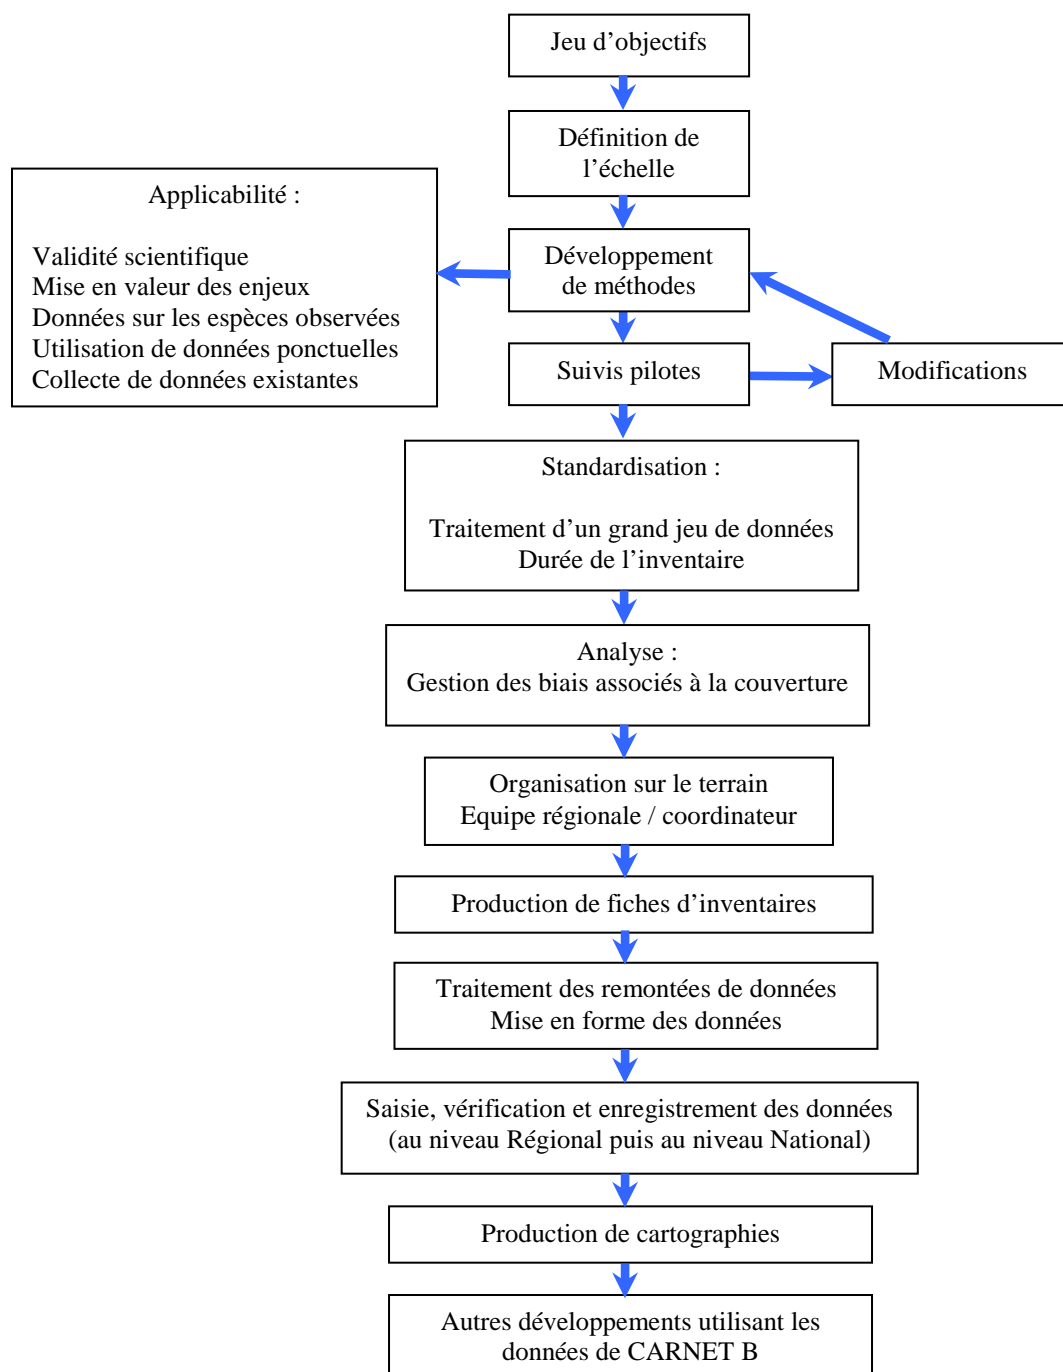 Jeu d’objectifs
Définition de
l’échelle
Applicabilité :
Validité scientifique
Mise en valeur des enjeux
Données sur les espèces observées
Utilisation de données ponctuelles
Collecte de données existantes
Développement
de méthodes
Suivis pilotes
Modifications
Standardisation :
Traitement d’un grand jeu de données
Durée de l’inventaire
Analyse :
Gestion des biais associés à la couverture
Organisation sur le terrain
Equipe régionale / coordinateur
Production de fiches d’inventaires
Traitement des remontées de données
Mise en forme des données
Saisie, vérification et enregistrement des données
(au niveau Régional puis au niveau National)
Production de cartographies
Autres développements utilisant les
données de CARNET B